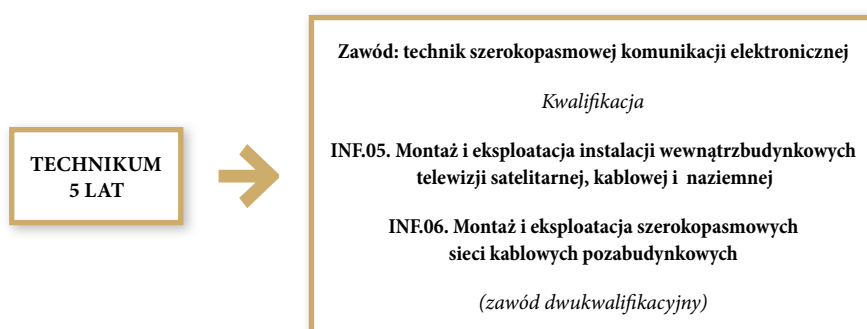 TECHNIKUM
5 LAT
Zawód: technik szerokopasmowej komunikacji elektronicznej
Kwalifikacja
INF.05. Montaż i eksploatacja instalacji wewnątrzbudynkowych
telewizji satelitarnej, kablowej i naziemnej
INF.06. Montaż i eksploatacja szerokopasmowych
sieci kablowych pozabudynkowych
(zawód dwukwalifikacyjny)